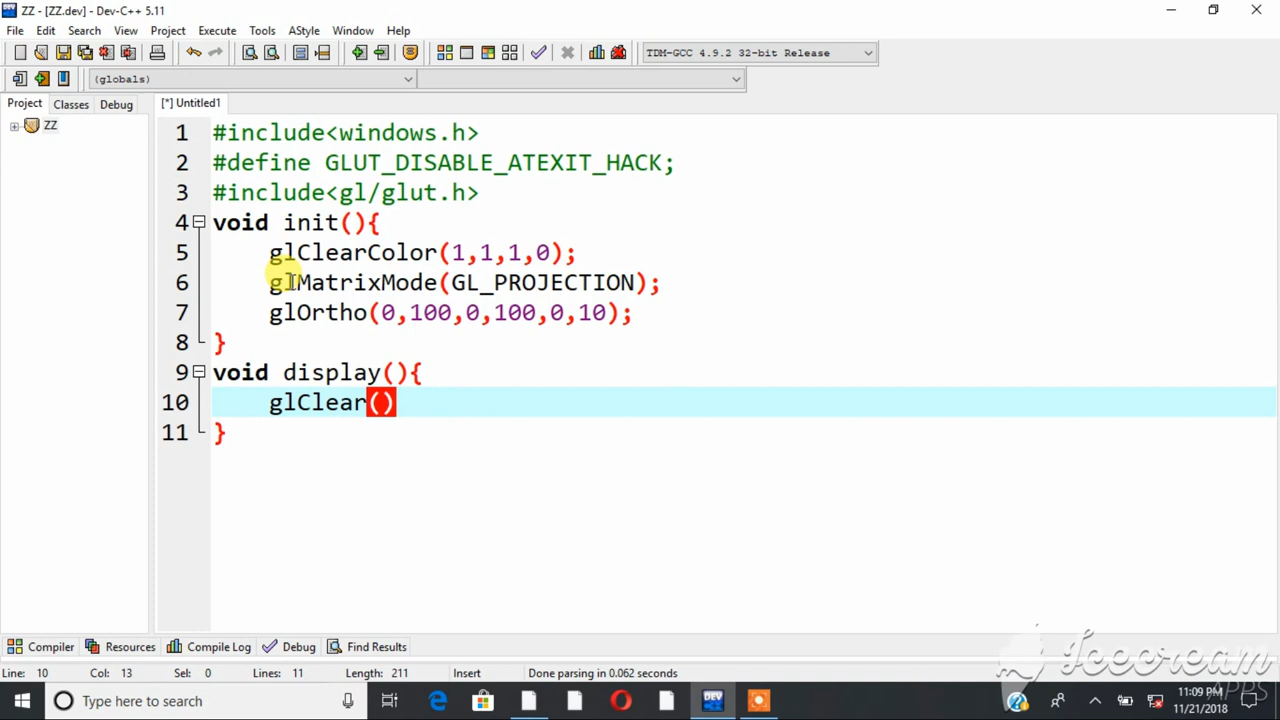 ZZ - [ZZ.dev] - Dev-C++ 5.11
File Edit Search View Project Execute Tools AStyle Window Help
TDM-GCC 4.9.2 32-bit Release
(globals)
Project Classes Debug
[*] Untitled1
ZZ
1 #include<windows.h>
2 #define GLUT_DISABLE_ATEXIT_HACK;
3 #include<gl/glut.h>
4 void init(){
5 glClearColor(1,1,1,0);
6 glMatrixMode(GL_PROJECTION);
7 glOrtho(0,100,0,100,0,10);
8 }
9 void display(){
10 glClear()
11 }
Compiler Resources Compile Log Debug Find Results
Line: 10 Col: 13 Sel: 0 Lines: 11 Length: 211 Insert Done parsing in 0.062 seconds
Icecream
APPS
Type here to search
DEV
11:09 PM
11/21/2018